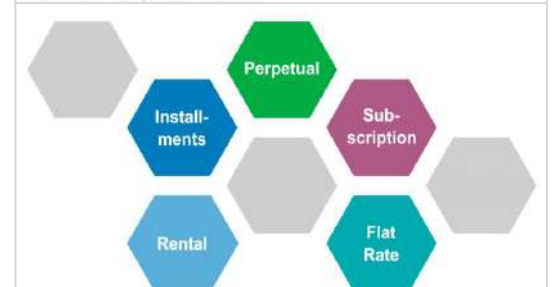 Perpetual
Install-
ments
Sub-
scription
Rental
Flat
Rate